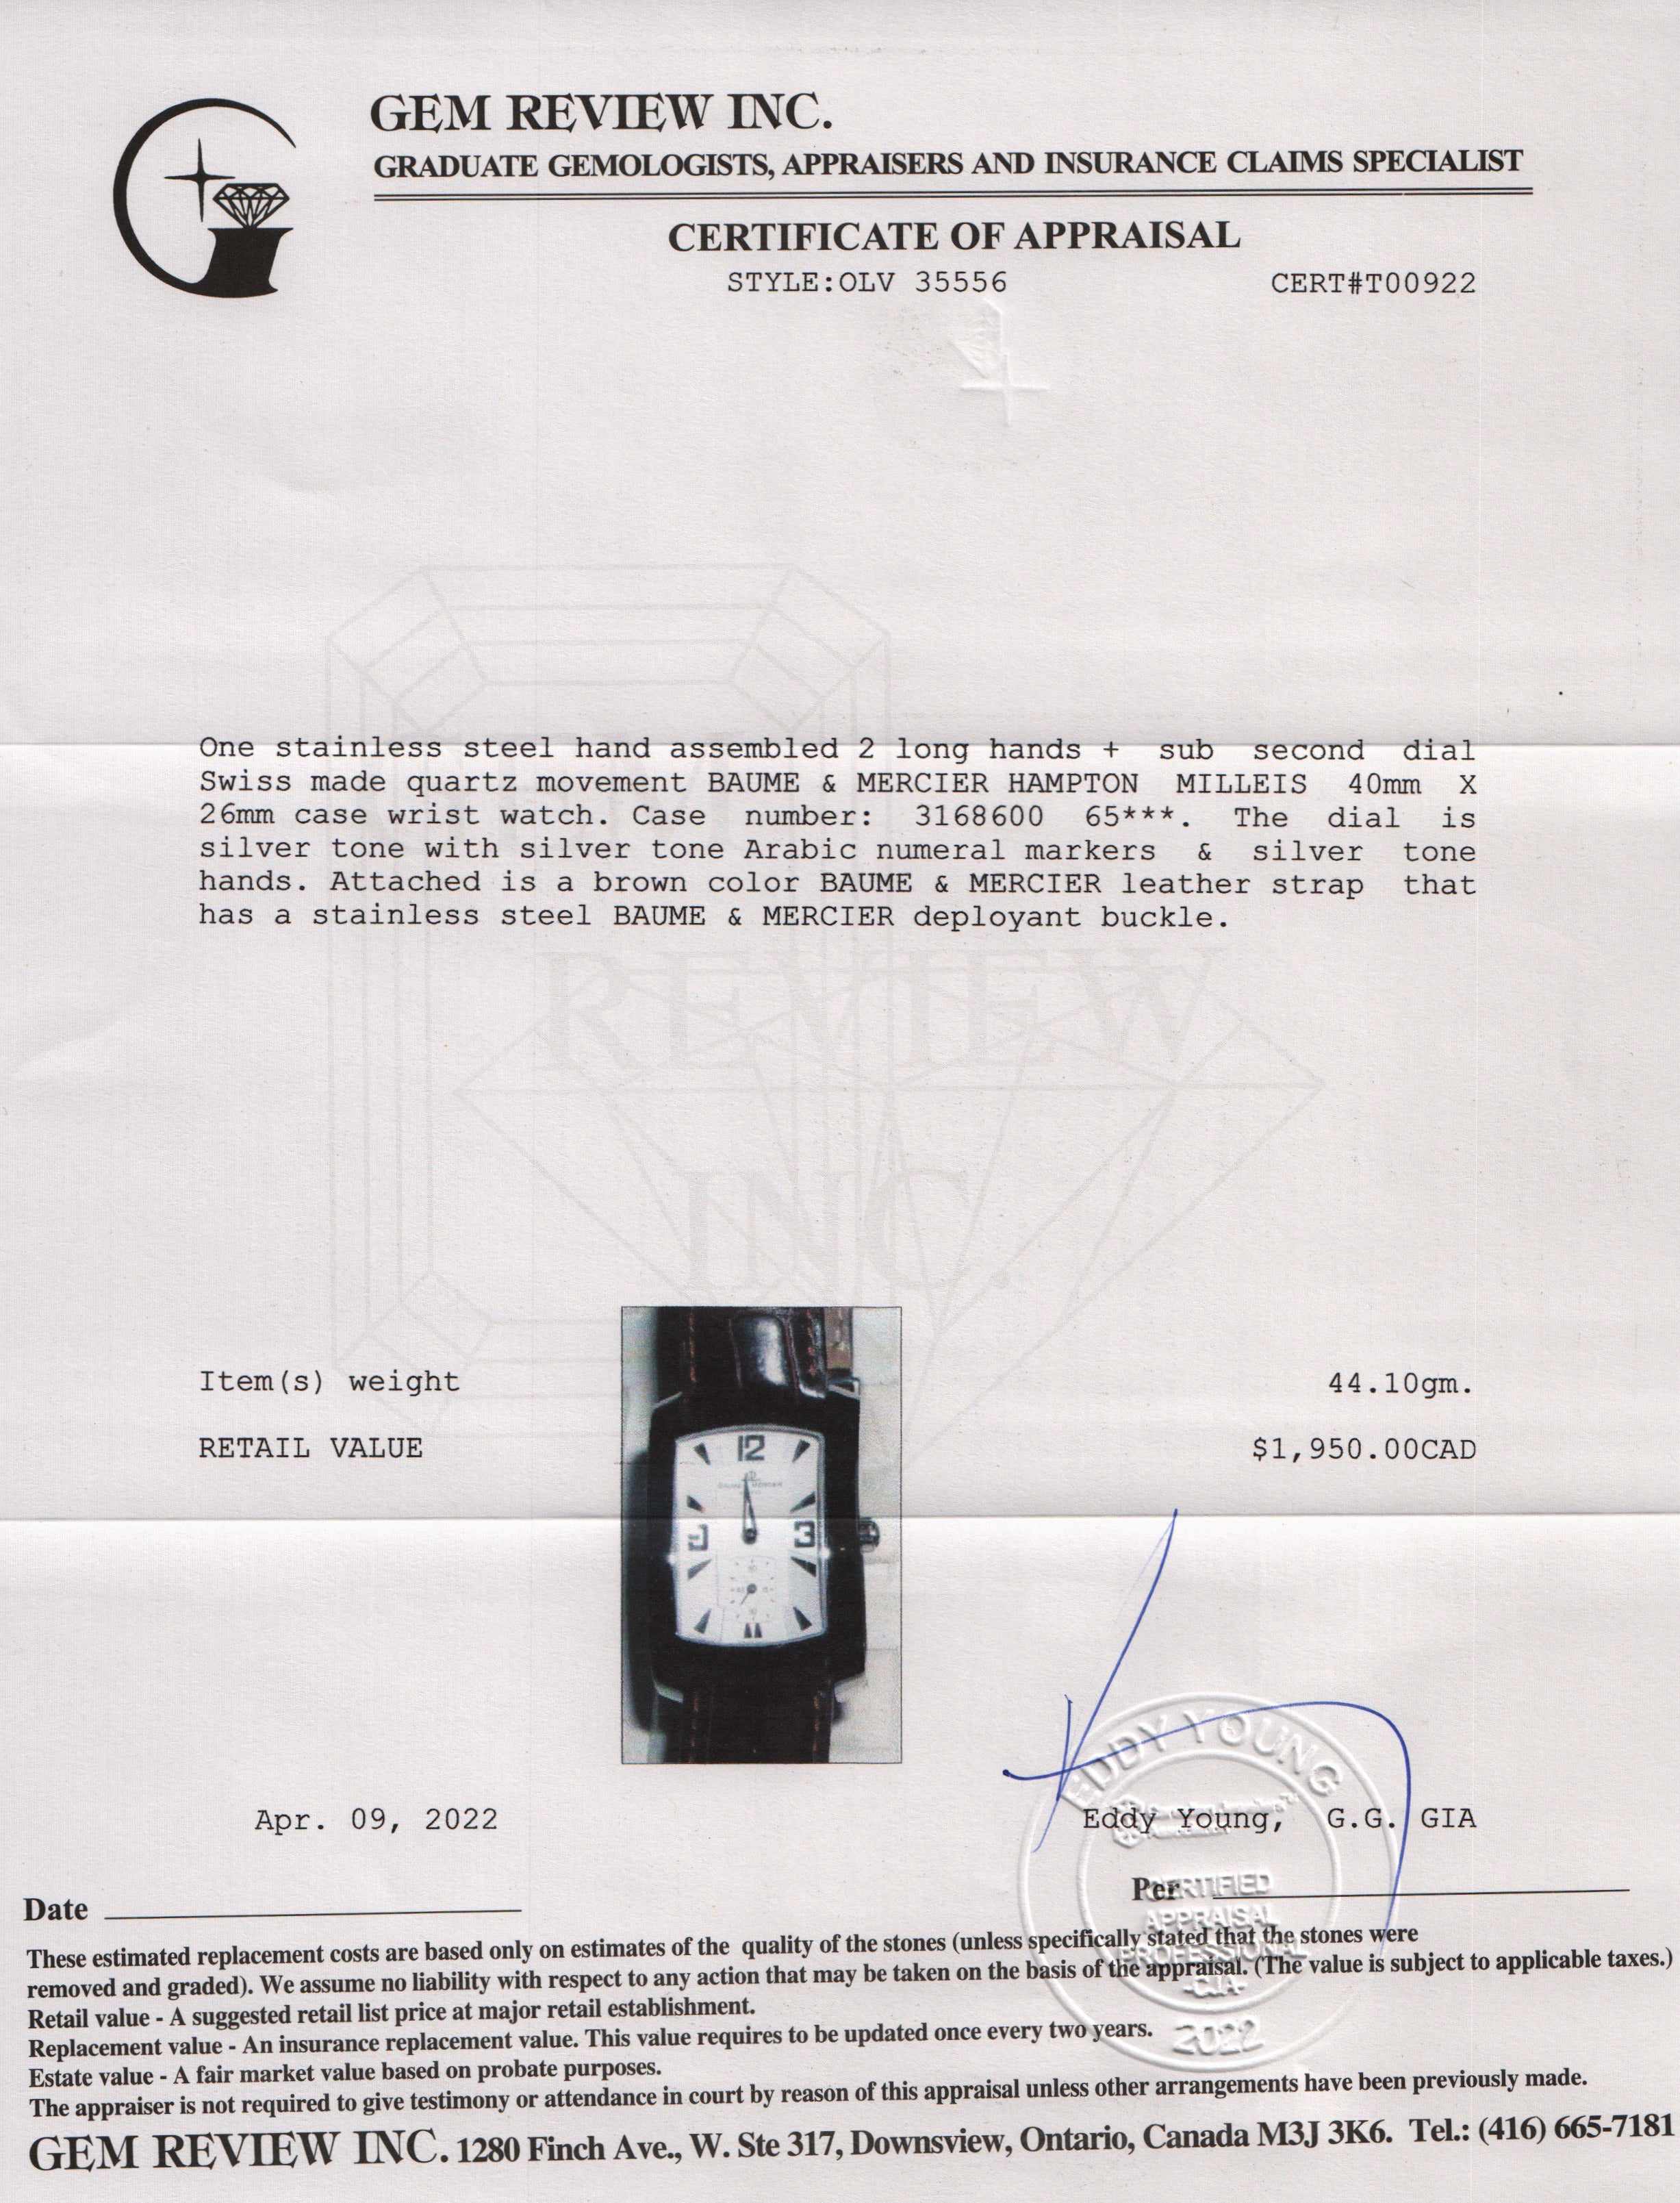 GEM REVIEW INC.
GRADUATE GEMOLOGISTS, APPRAISERS AND INSURANCE CLAIMS SPECIALIST
CERTIFICATE OF APPRAISAL
STYLE:OLV 35556 CERT#T00922
One stainless steel hand assembled 2 long hands + sub second dial
Swiss made quartz movement BAUME & MERCIER HAMPTON MILLEIS 40mm X
26mm case wrist watch. Case number: 3168600 65***. The dial is
silver tone with silver tone Arabic numeral markers & silver tone
hands. Attached is a brown color BAUME & MERCIER leather strap that
has a stainless steel BAUME & MERCIER deployant buckle.
REVIEW
INC.
Item(s) weight 44.10gm.
RETAIL VALUE $1,950.00CAD
12
BAUME & MERCIER
3
EDDY YOUNG
Apr. 09, 2022 Eddy Young, G.G. GIA
Date Per
CERTIFIED
APPRAISAL
PROFESSIONAL
-CJA-
2022
These estimated replacement costs are based only on estimates of the quality of the stones (unless specifically stated that the stones were
removed and graded). We assume no liability with respect to any action that may be taken on the basis of the appraisal. (The value is subject to applicable taxes.)
Retail value - A suggested retail list price at major retail establishment.
Replacement value - An insurance replacement value. This value requires to be updated once every two years.
Estate value - A fair market value based on probate purposes.
The appraiser is not required to give testimony or attendance in court by reason of this appraisal unless other arrangements have been previously made.
GEM REVIEW INC. 1280 Finch Ave., W. Ste 317, Downsview, Ontario, Canada M3J 3K6. Tel.: (416) 665-7181